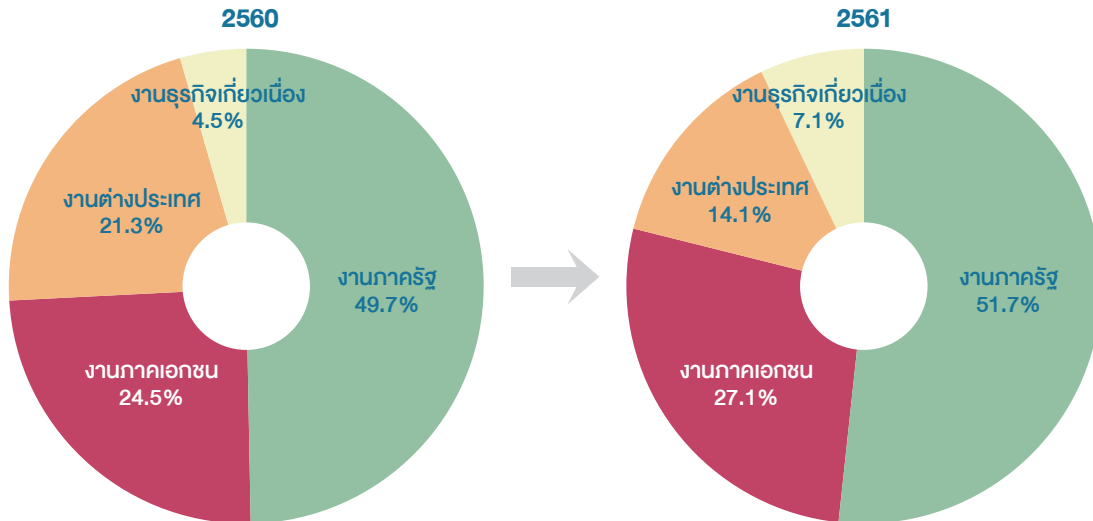 2560
งานธุรกิจเกี่ยวเนื่อง
4.5%
งานต่างประเทศ
21.3%
งานภาครัฐ
49.7%
งานภาคเอกชน
24.5%
2561
งานธุรกิจเกี่ยวเนื่อง
7.1%
งานต่างประเทศ
14.1%
งานภาครัฐ
51.7%
งานภาคเอกชน
27.1%